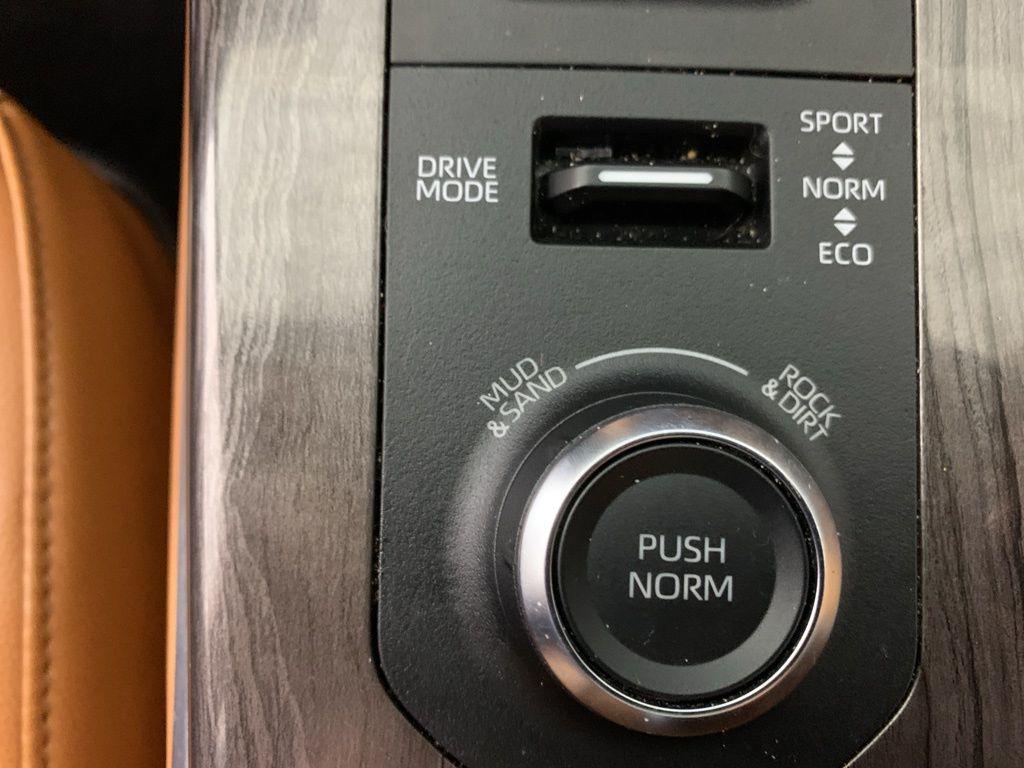 SPORT
DRIVE
MODE
NORM
ECO
MUD
& SAND
ROCK
& DIRT
PUSH
NORM